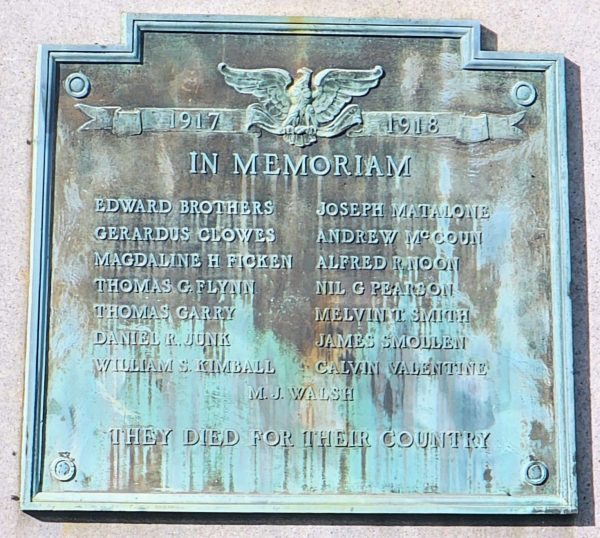 1917 1918
IN MEMORIAM
EDWARD BROTHERS JOSEPH MATALONE
GERARDUS CLOWES ANDREW McCOUN
MAGDALINE H FICKEN ALFRED R NOON
THOMAS G. FLYNN NIL G PEARSON
THOMAS GARRY MELVIN T. SMITH
DANIEL R. JUNK JAMES SMOLLEN
WILLIAM S. KIMBALL CALVIN VALENTINE
M. J. WALSH
THEY DIED FOR THEIR COUNTRY